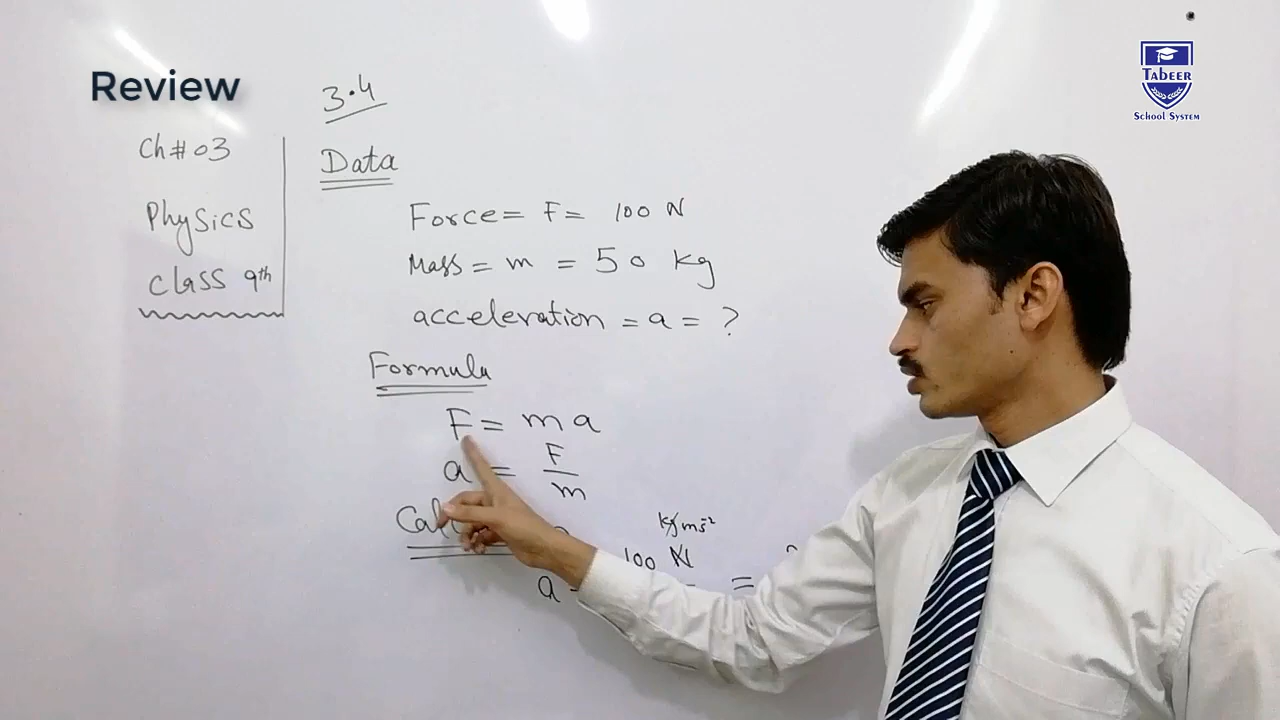 Review
TABEER
School System
3.4
Ch # 03
Physics
class 9th
Data
Force = F = 100 N
Mass = m = 50 kg
acceleration = a = ?
Formula
F = ma
a = F/m
kg ms⁻²
100 N
a =